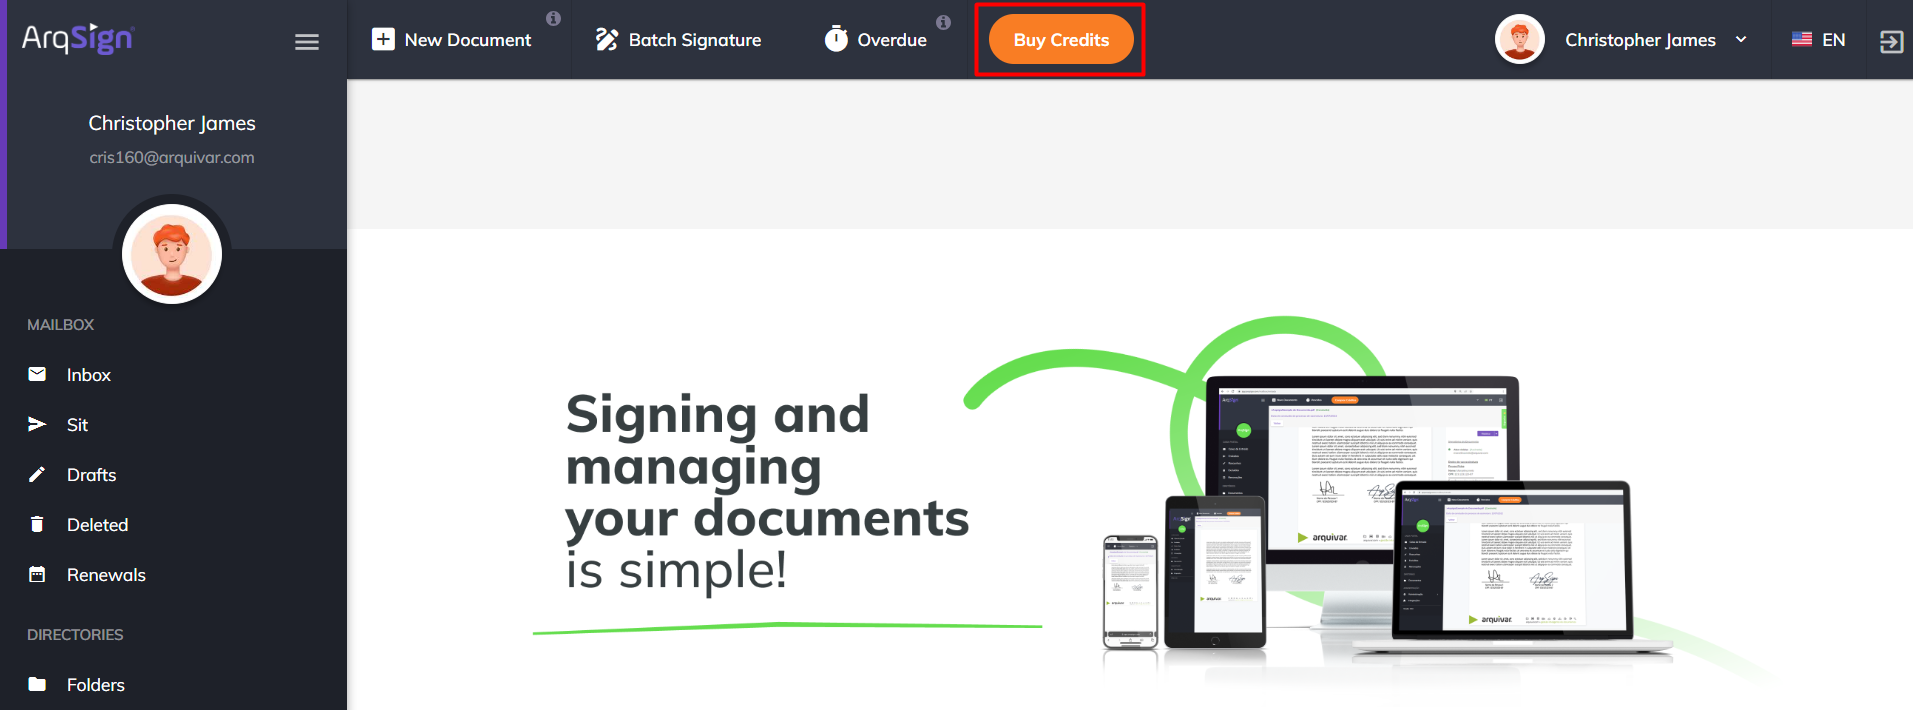 ArqSign
New Document
Batch Signature
Overdue
Buy Credits
Christopher James
EN
Christopher James
cris160@arquivar.com
MAILBOX
Inbox
Sit
Drafts
Deleted
Renewals
DIRECTORIES
Folders
Signing and
managing
your documents
is simple!
arquivar
arquivar
arquivar